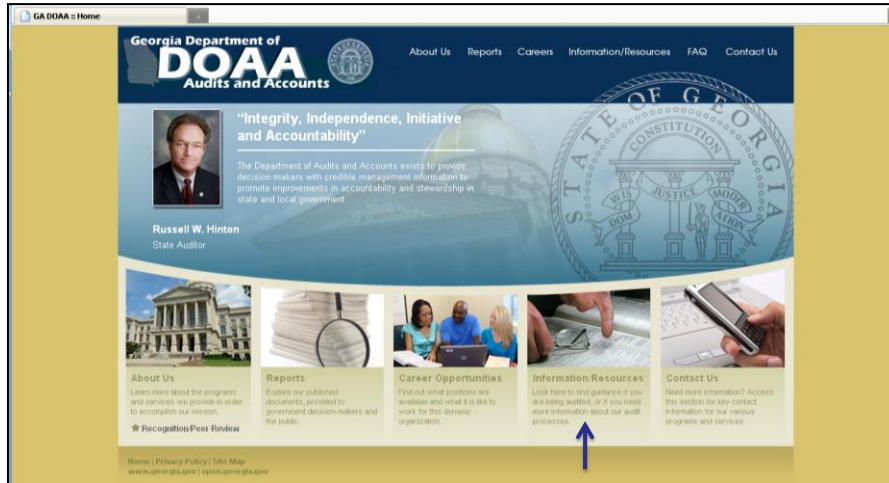 GA DOAA :: Home
Georgia Department of
DOAA
Audits and Accounts
About Us Reports Careers Information/Resources FAQ Contact Us
“Integrity, Independence, Initiative
and Accountability”
The Department of Audits and Accounts exists to provide
decision makers with credible management information to
promote improvements in accountability and stewardship in
state and local government.
Russell W. Hinton
State Auditor
STATE OF GEORGIA
CONSTITUTION
WISDOM JUSTICE MODERATION
About Us
Learn more about the programs
and services we provide in order
to accomplish our mission.
Recognition/Peer Review
Reports
Explore our published
documents, provided to
government decision-makers and
the public.
Career Opportunities
Find out what positions are
available and what it is like to
work for this dynamic
organization.
Information/Resources
Look here to find guidance if you
are being audited, or if you need
more information about our audit
processes.
Contact Us
Need more information? Access
this section for key contact
information for our various
programs and services.
Home | Privacy Policy | Site Map
www.georgia.gov | open.georgia.gov